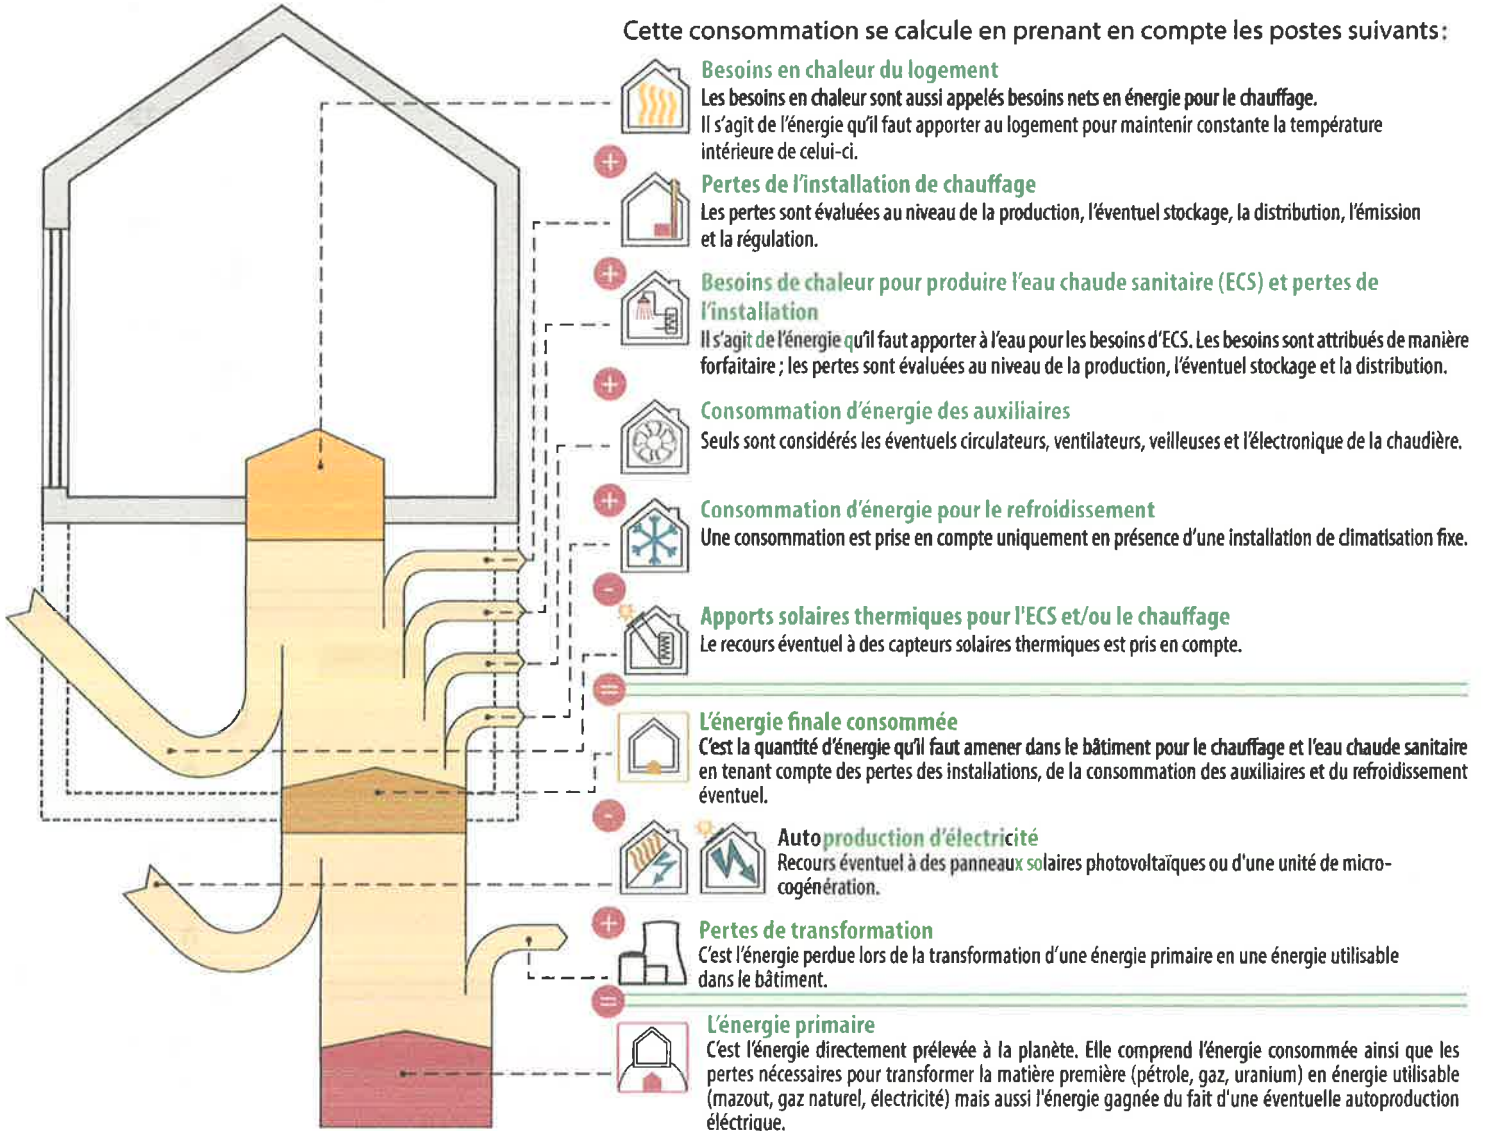 Cette consommation se calcule en prenant en compte les postes suivants:
Besoins en chaleur du logement
Les besoins en chaleur sont aussi appelés besoins nets en énergie pour le chauffage.
Il s'agit de l'énergie qu'il faut apporter au logement pour maintenir constante la température
intérieure de celui-ci.
+
Pertes de l'installation de chauffage
Les pertes sont évaluées au niveau de la production, l'éventuel stockage, la distribution, l'émission
et la régulation.
+
Besoins de chaleur pour produire l'eau chaude sanitaire (ECS) et pertes de
l'installation
Il s'agit de l'énergie qu'il faut apporter à l'eau pour les besoins d'ECS. Les besoins sont attribués de manière
forfaitaire ; les pertes sont évaluées au niveau de la production, l'éventuel stockage et la distribution.
+
Consommation d'énergie des auxiliaires
Seuls sont considérés les éventuels circulateurs, ventilateurs, veilleuses et l'électronique de la chaudière.
+
Consommation d'énergie pour le refroidissement
Une consommation est prise en compte uniquement en présence d'une installation de climatisation fixe.
-
Apports solaires thermiques pour l'ECS et/ou le chauffage
Le recours éventuel à des capteurs solaires thermiques est pris en compte.
=
L'énergie finale consommée
C'est la quantité d'énergie qu'il faut amener dans le bâtiment pour le chauffage et l'eau chaude sanitaire
en tenant compte des pertes des installations, de la consommation des auxiliaires et du refroidissement
éventuel.
-
Autoproduction d'électricité
Recours éventuel à des panneaux solaires photovoltaïques ou d'une unité de micro-
cogénération.
+
Pertes de transformation
C'est l'énergie perdue lors de la transformation d'une énergie primaire en une énergie utilisable
dans le bâtiment.
=
L'énergie primaire
C'est l'énergie directement prélevée à la planète. Elle comprend l'énergie consommée ainsi que les
pertes nécessaires pour transformer la matière première (pétrole, gaz, uranium) en énergie utilisable
(mazout, gaz naturel, électricité) mais aussi l'énergie gagnée du fait d'une éventuelle autoproduction
éléctrique.